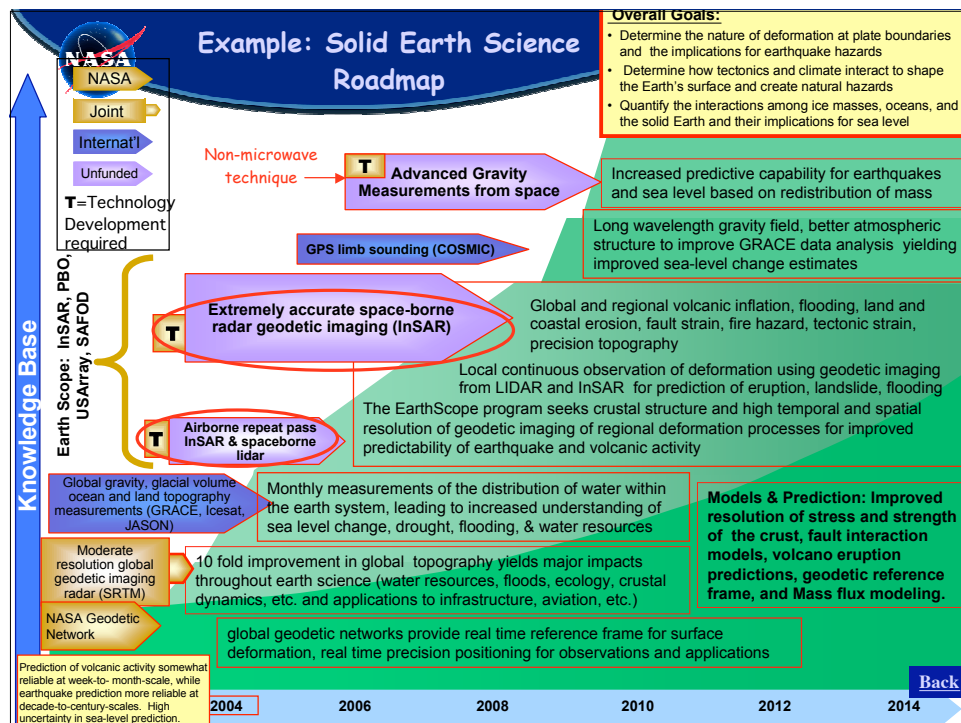 Example: Solid Earth Science
Roadmap
NASA
NASA
Joint
Internat'l
Unfunded
T=Technology
Development
required
Overall Goals:
• Determine the nature of deformation at plate boundaries
and the implications for earthquake hazards
• Determine how tectonics and climate interact to shape
the Earth's surface and create natural hazards
• Quantify the interactions among ice masses, oceans, and
the solid Earth and their implications for sea level
Non-microwave
technique
T
Advanced Gravity
Measurements from space
Increased predictive capability for earthquakes
and sea level based on redistribution of mass
GPS limb sounding (COSMIC)
Long wavelength gravity field, better atmospheric
structure to improve GRACE data analysis yielding
improved sea-level change estimates
Knowledge Base
Earth Scope: InSAR, PBO,
USArray, SAFOD
T
Extremely accurate space-borne
radar geodetic imaging (InSAR)
Global and regional volcanic inflation, flooding, land and
coastal erosion, fault strain, fire hazard, tectonic strain,
precision topography
Local continuous observation of deformation using geodetic imaging
from LIDAR and InSAR for prediction of eruption, landslide, flooding
The EarthScope program seeks crustal structure and high temporal and spatial
resolution of geodetic imaging of regional deformation processes for improved
predictability of earthquake and volcanic activity
T
Airborne repeat pass
InSAR & spaceborne
lidar
Global gravity, glacial volume
ocean and land topography
measurements (GRACE, Icesat,
JASON)
Monthly measurements of the distribution of water within
the earth system, leading to increased understanding of
sea level change, drought, flooding, & water resources
Models & Prediction: Improved
resolution of stress and strength
of the crust, fault interaction
models, volcano eruption
predictions, geodetic reference
frame, and Mass flux modeling.
Moderate
resolution global
geodetic imaging
radar (SRTM)
10 fold improvement in global topography yields major impacts
throughout earth science (water resources, floods, ecology, crustal
dynamics, etc. and applications to infrastructure, aviation, etc.)
NASA Geodetic
Network
global geodetic networks provide real time reference frame for surface
deformation, real time precision positioning for observations and applications
Prediction of volcanic activity somewhat
reliable at week-to- month-scale, while
earthquake prediction more reliable at
decade-to-century-scales. High
uncertainty in sea-level prediction.
Back
2004 2006 2008 2010 2012 2014